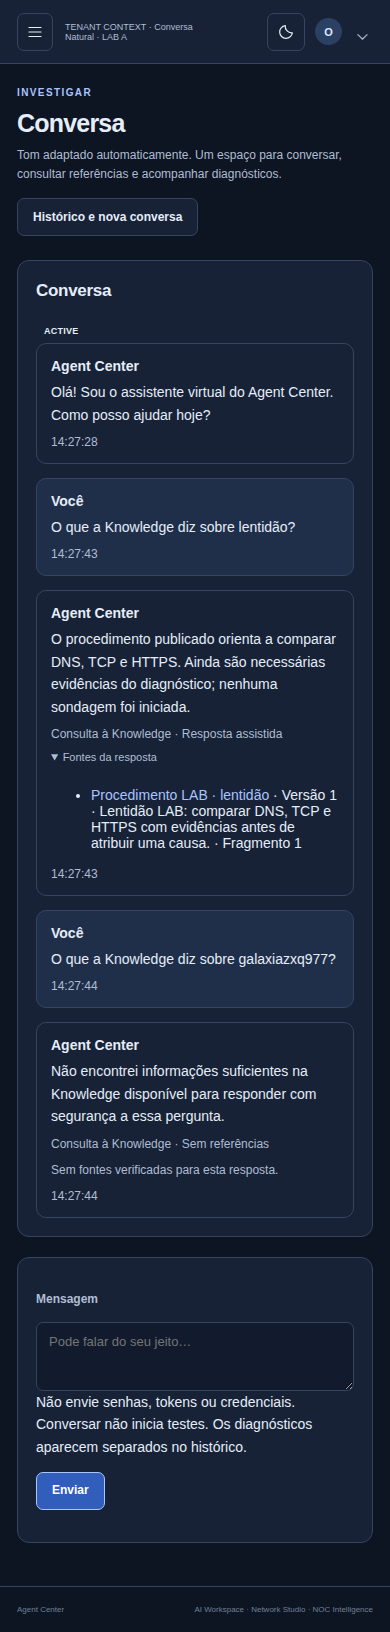 TENANT CONTEXT · Conversa
Natural · LAB A
O
INVESTIGAR
Conversa
Tom adaptado automaticamente. Um espaço para conversar,
consultar referências e acompanhar diagnósticos.
Histórico e nova conversa
Conversa
ACTIVE
Agent Center
Olá! Sou o assistente virtual do Agent Center.
Como posso ajudar hoje?
14:27:28
Você
O que a Knowledge diz sobre lentidão?
14:27:43
Agent Center
O procedimento publicado orienta a comparar
DNS, TCP e HTTPS. Ainda são necessárias
evidências do diagnóstico; nenhuma
sondagem foi iniciada.
Consulta à Knowledge · Resposta assistida
▼ Fontes da resposta
• Procedimento LAB · lentidão · Versão 1
· Lentidão LAB: comparar DNS, TCP e
HTTPS com evidências antes de
atribuir uma causa. · Fragmento 1
14:27:43
Você
O que a Knowledge diz sobre galaxiazxq977?
14:27:44
Agent Center
Não encontrei informações suficientes na
Knowledge disponível para responder com
segurança a essa pergunta.
Consulta à Knowledge · Sem referências
Sem fontes verificadas para esta resposta.
14:27:44
Mensagem
Pode falar do seu jeito…
Não envie senhas, tokens ou credenciais.
Conversar não inicia testes. Os diagnósticos
aparecem separados no histórico.
Enviar
Agent Center
AI Workspace · Network Studio · NOC Intelligence